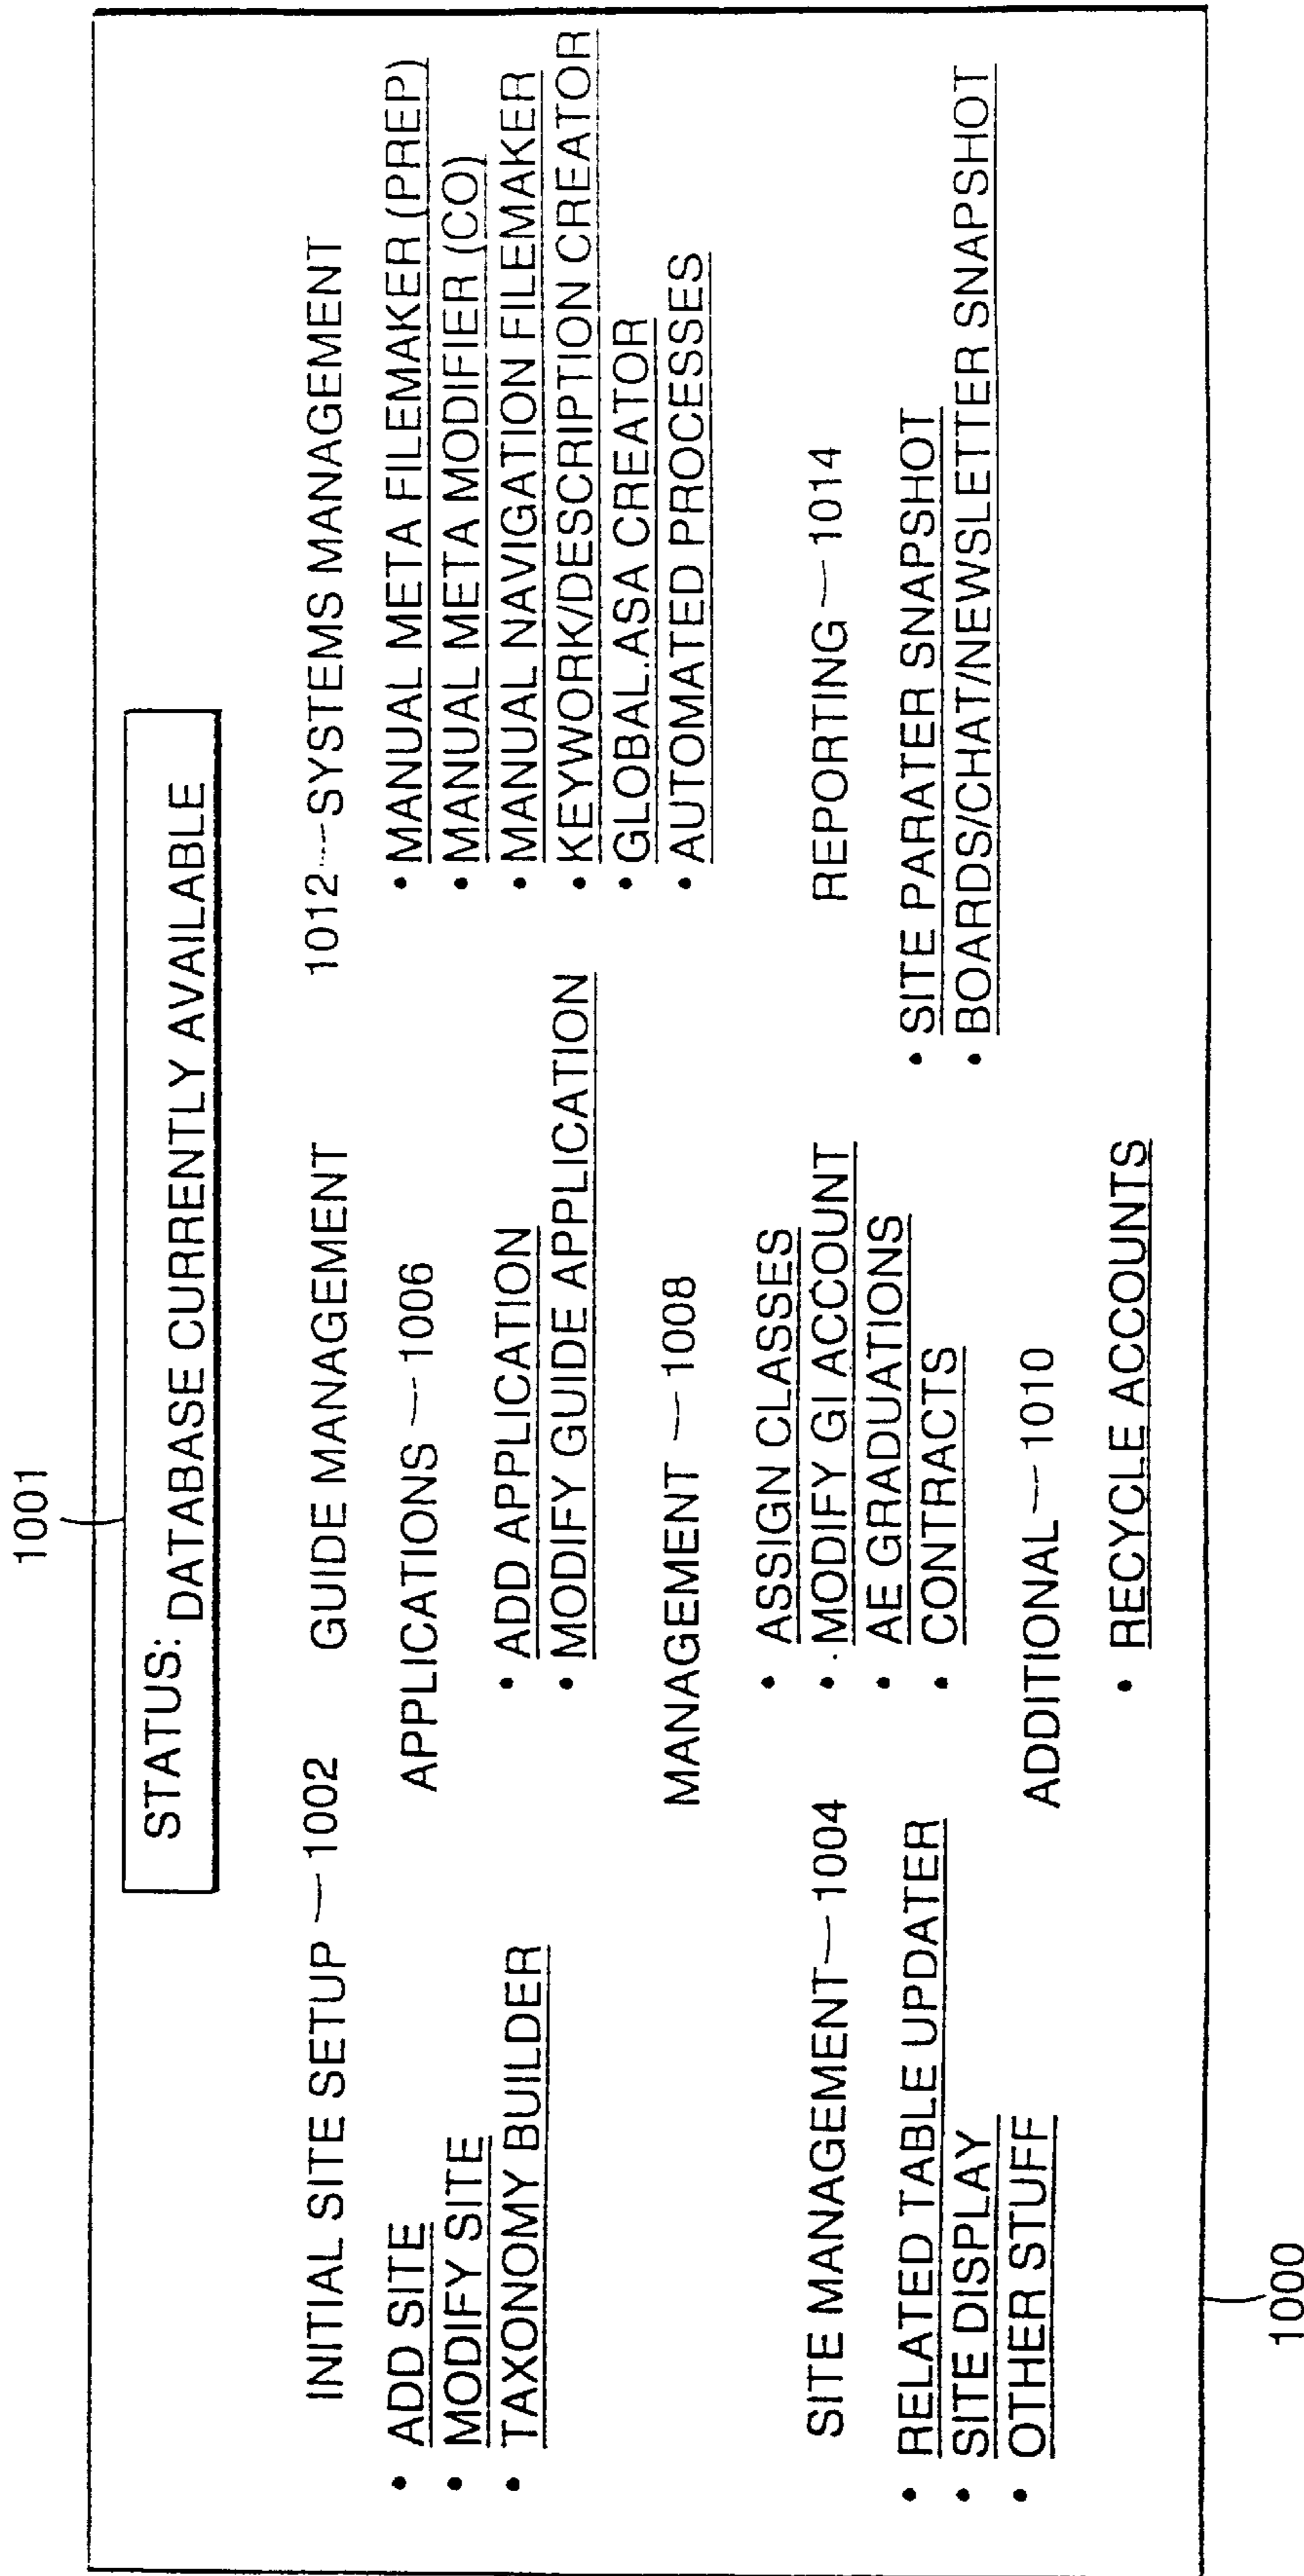 1001
STATUS: DATABASE CURRENTLY AVAILABLE
INITIAL SITE SETUP 1002
• ADD SITE
• MODIFY SITE
• TAXONOMY BUILDER
SITE MANAGEMENT 1004
• RELATED TABLE UPDATER
• SITE DISPLAY
• OTHER STUFF
GUIDE MANAGEMENT
APPLICATIONS 1006
• ADD APPLICATION
• MODIFY GUIDE APPLICATION
MANAGEMENT 1008
• ASSIGN CLASSES
• MODIFY GI ACCOUNT
• AE GRADUATIONS
• CONTRACTS
ADDITIONAL 1010
• RECYCLE ACCOUNTS
1012 SYSTEMS MANAGEMENT
• MANUAL META FILEMAKER (PREP)
• MANUAL META MODIFIER (CO)
• MANUAL NAVIGATION FILEMAKER
• KEYWORK/DESCRIPTION CREATOR
• GLOBAL.ASA CREATOR
• AUTOMATED PROCESSES
REPORTING 1014
• SITE PARATER SNAPSHOT
• BOARDS/CHAT/NEWSLETTER SNAPSHOT
1000